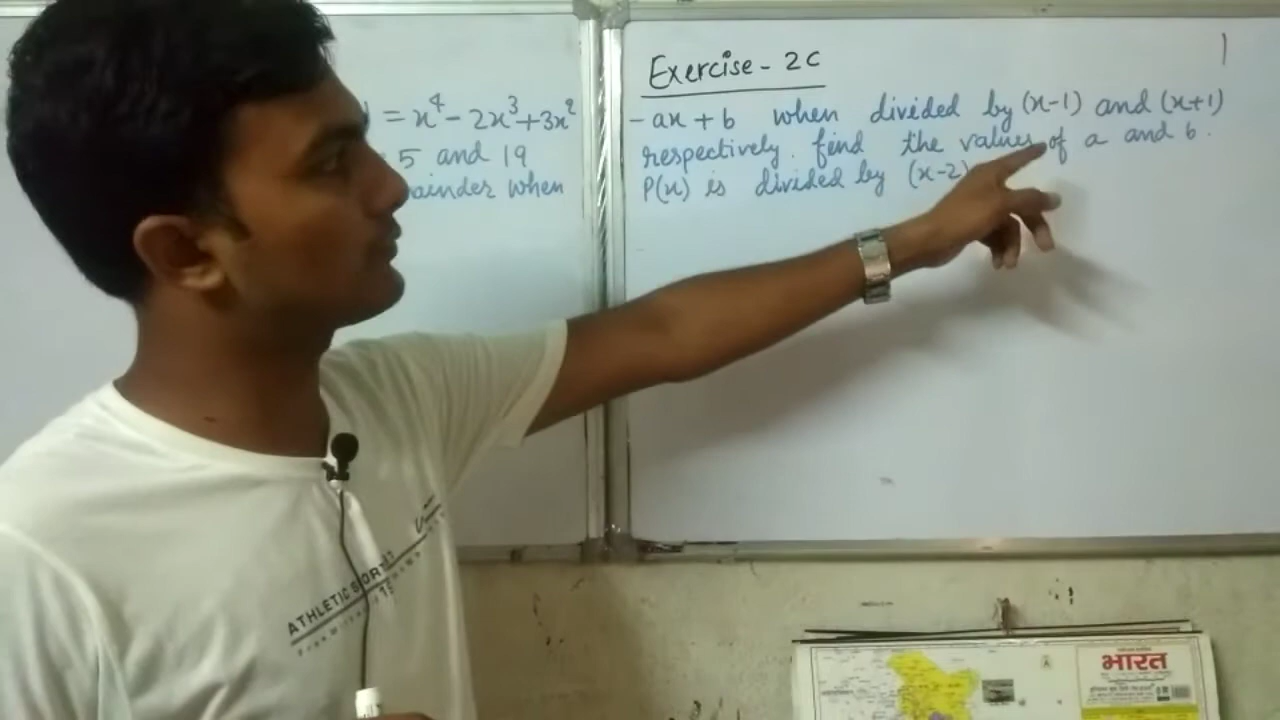 Exercise - 2C
= x⁴ - 2x³ + 3x² - ax + b when divided by (x-1) and (x+1)
5 and 19 respectively. find the values of a and b.
ainder when P(x) is divided by (x-2)
ATHLETIC
भारत